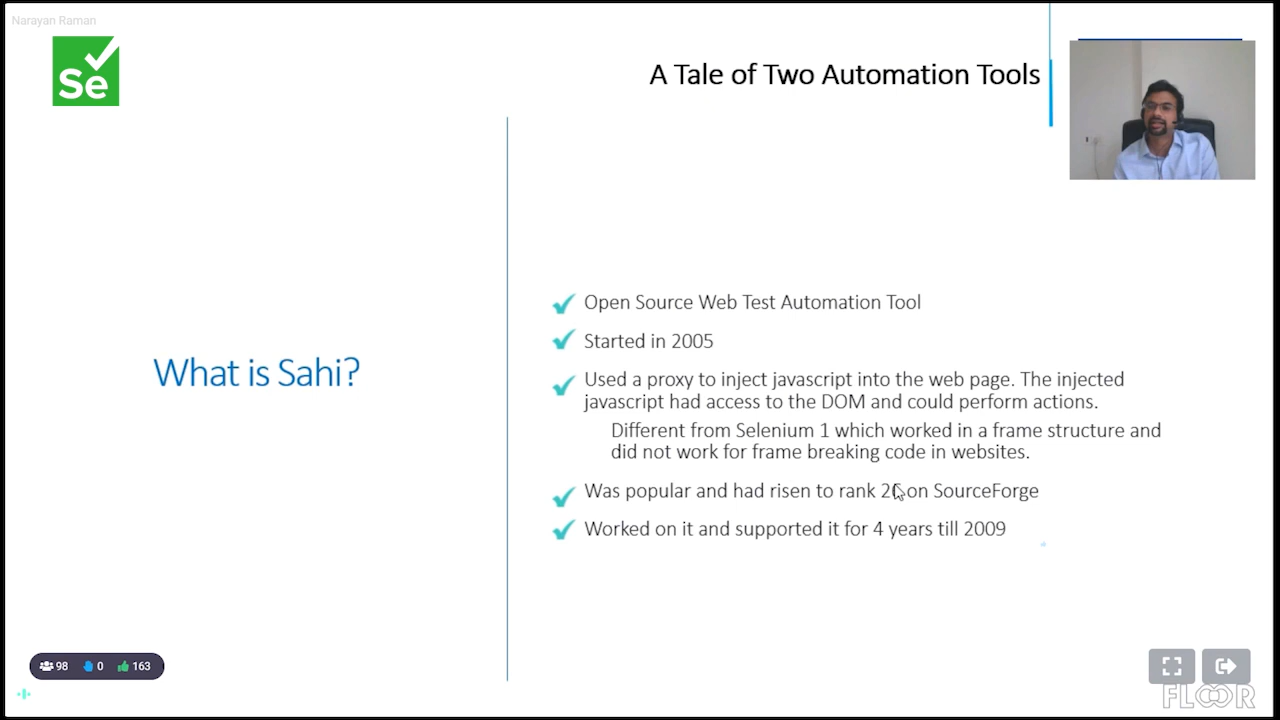 Narayan Raman
Se
A Tale of Two Automation Tools
What is Sahi?
Open Source Web Test Automation Tool
Started in 2005
Used a proxy to inject javascript into the web page. The injected
javascript had access to the DOM and could perform actions.
Different from Selenium 1 which worked in a frame structure and
did not work for frame breaking code in websites.
Was popular and had risen to rank on SourceForge
Worked on it and supported it for 4 years till 2009
98 0 163
FLOOR